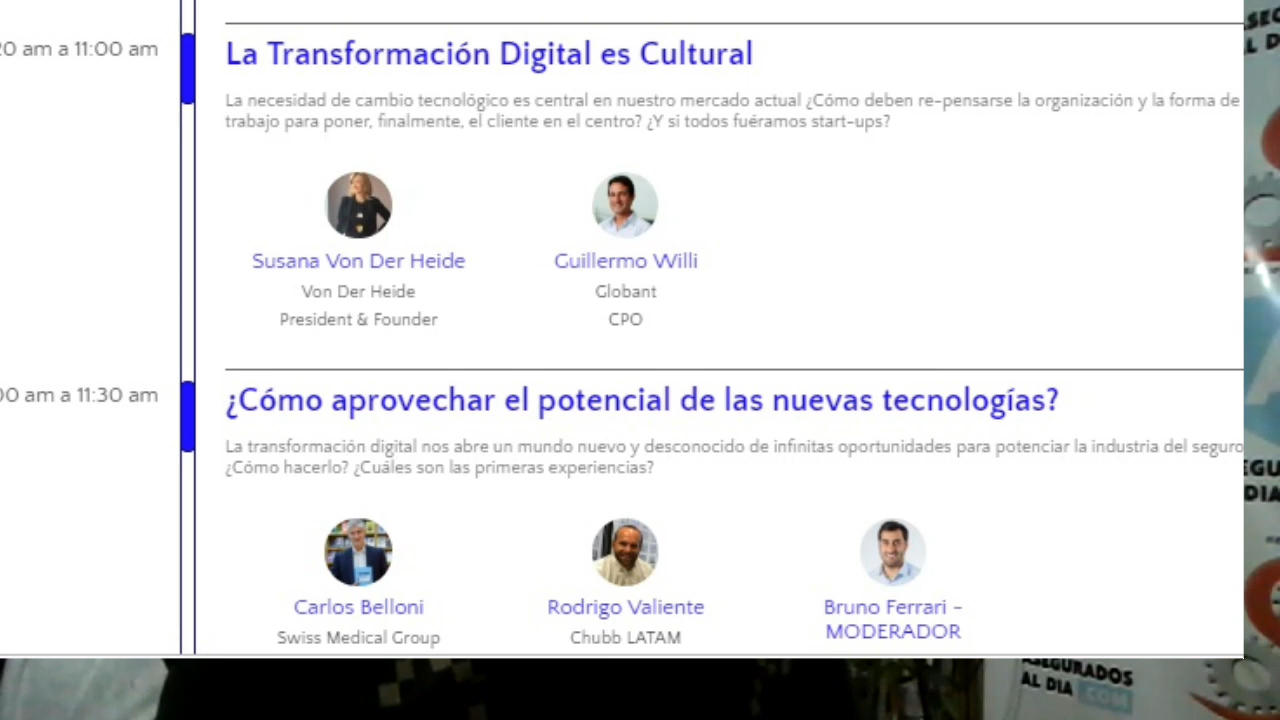 20 am a 11:00 am
La Transformación Digital es Cultural
La necesidad de cambio tecnológico es central en nuestro mercado actual ¿Cómo deben re-pensarse la organización y la forma de
trabajo para poner, finalmente, el cliente en el centro? ¿Y si todos fuéramos start-ups?
Susana Von Der Heide
Von Der Heide
President & Founder
Guillermo Willi
Globant
CPO
00 am a 11:30 am
¿Cómo aprovechar el potencial de las nuevas tecnologías?
La transformación digital nos abre un mundo nuevo y desconocido de infinitas oportunidades para potenciar la industria del seguro
¿Cómo hacerlo? ¿Cuáles son las primeras experiencias?
Carlos Belloni
Swiss Medical Group
Rodrigo Valiente
Chubb LATAM
Bruno Ferrari -
MODERADOR
ASEGURADOS
AL DIA .COM